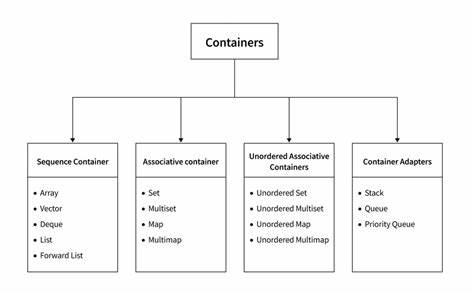 Containers
Sequence Container
Array
Vector
Deque
List
Forward List
Associative container
Set
Multiset
Map
Multimap
Unordered Associative
Containers
Unordered Set
Unordered Multiset
Unordered Map
Unordered Multimap
Container Adapters
Stack
Queue
Priority Queue